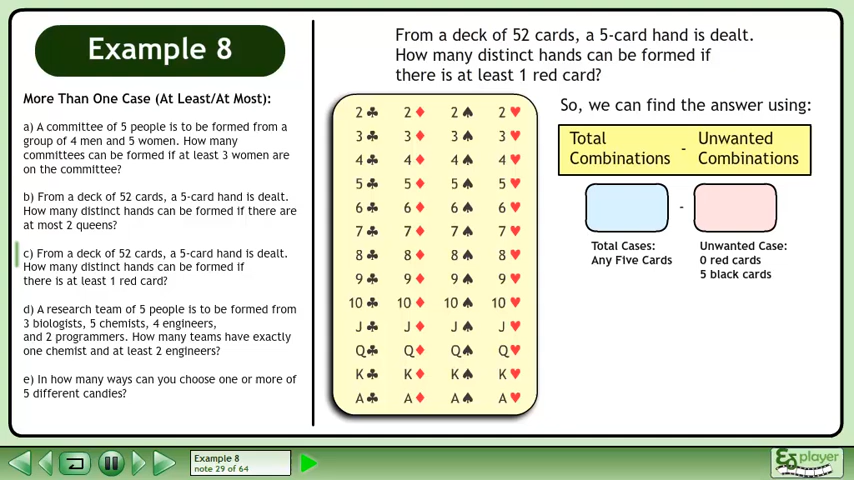 Example 8
More Than One Case (At Least/At Most):
a) A committee of 5 people is to be formed from a
group of 4 men and 5 women. How many
committees can be formed if at least 3 women are
on the committee?
b) From a deck of 52 cards, a 5-card hand is dealt.
How many distinct hands can be formed if there are
at most 2 queens?
c) From a deck of 52 cards, a 5-card hand is dealt.
How many distinct hands can be formed if
there is at least 1 red card?
d) A research team of 5 people is to be formed from
3 biologists, 5 chemists, 4 engineers,
and 2 programmers. How many teams have exactly
one chemist and at least 2 engineers?
e) In how many ways can you choose one or more of
5 different candies?
From a deck of 52 cards, a 5-card hand is dealt.
How many distinct hands can be formed if
there is at least 1 red card?
2♣ 2♦ 2♠ 2♥
3♣ 3♦ 3♠ 3♥
4♣ 4♦ 4♠ 4♥
5♣ 5♦ 5♠ 5♥
6♣ 6♦ 6♠ 6♥
7♣ 7♦ 7♠ 7♥
8♣ 8♦ 8♠ 8♥
9♣ 9♦ 9♠ 9♥
10♣ 10♦ 10♠ 10♥
J♣ J♦ J♠ J♥
Q♣ Q♦ Q♠ Q♥
K♣ K♦ K♠ K♥
A♣ A♦ A♠ A♥
So, we can find the answer using:
Total - Unwanted
Combinations Combinations
-
Total Cases:
Any Five Cards
Unwanted Case:
0 red cards
5 black cards
Example 8
note 29 of 64
player